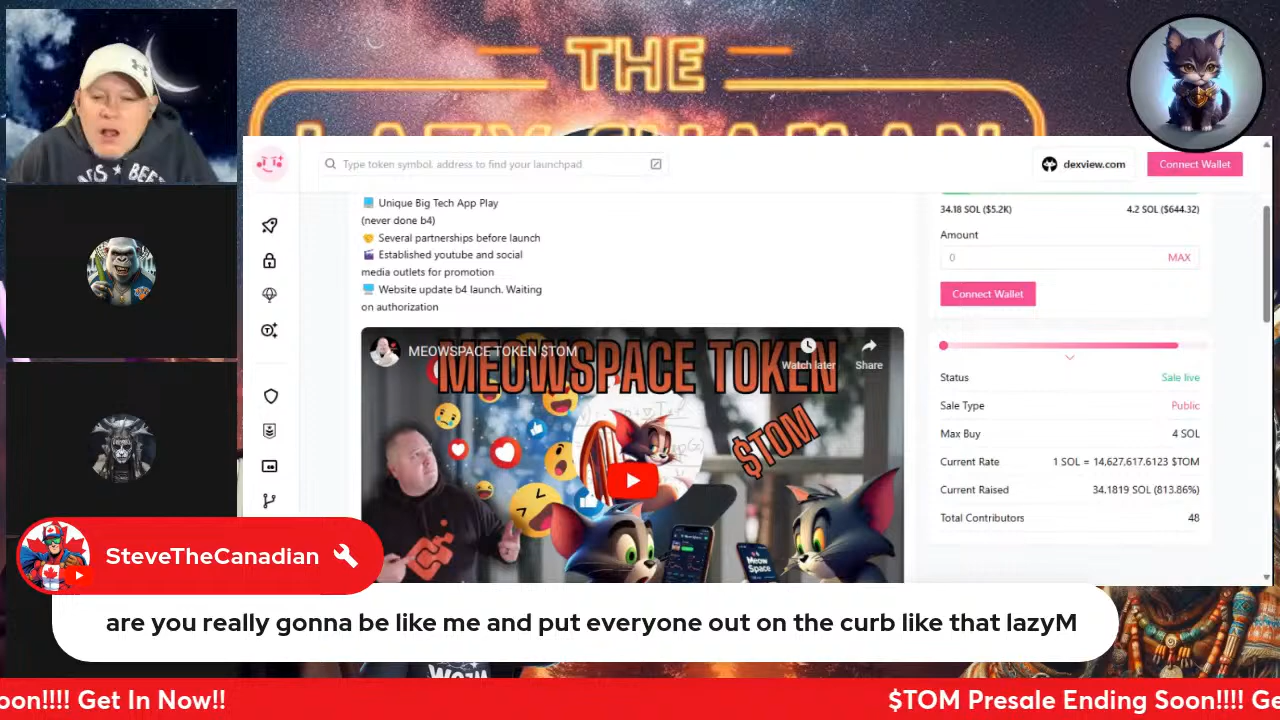 THE
LAZY SHAMAN
Type token symbol, address to find your launchpad
dexview.com
Connect Wallet
Unique Big Tech App Play
(never done b4)
Several partnerships before launch
Established youtube and social
media outlets for promotion
Website update b4 launch. Waiting
on authorization
34.18 SOL ($5.2K)
4.2 SOL ($644.32)
Amount
0
MAX
Connect Wallet
MEOWSPACE TOKEN $TOM
Watch later
Share
MEOWSPACE TOKEN
$TOM
Meow
Space
Status
Sale live
Sale Type
Public
Max Buy
4 SOL
Current Rate
1 SOL = 14,627,617.6123 $TOM
Current Raised
34.1819 SOL (813.86%)
Total Contributors
48
SteveTheCanadian
are you really gonna be like me and put everyone out on the curb like that lazyM
oon!!!! Get In Now!!
$TOM Presale Ending Soon!!!! Ge